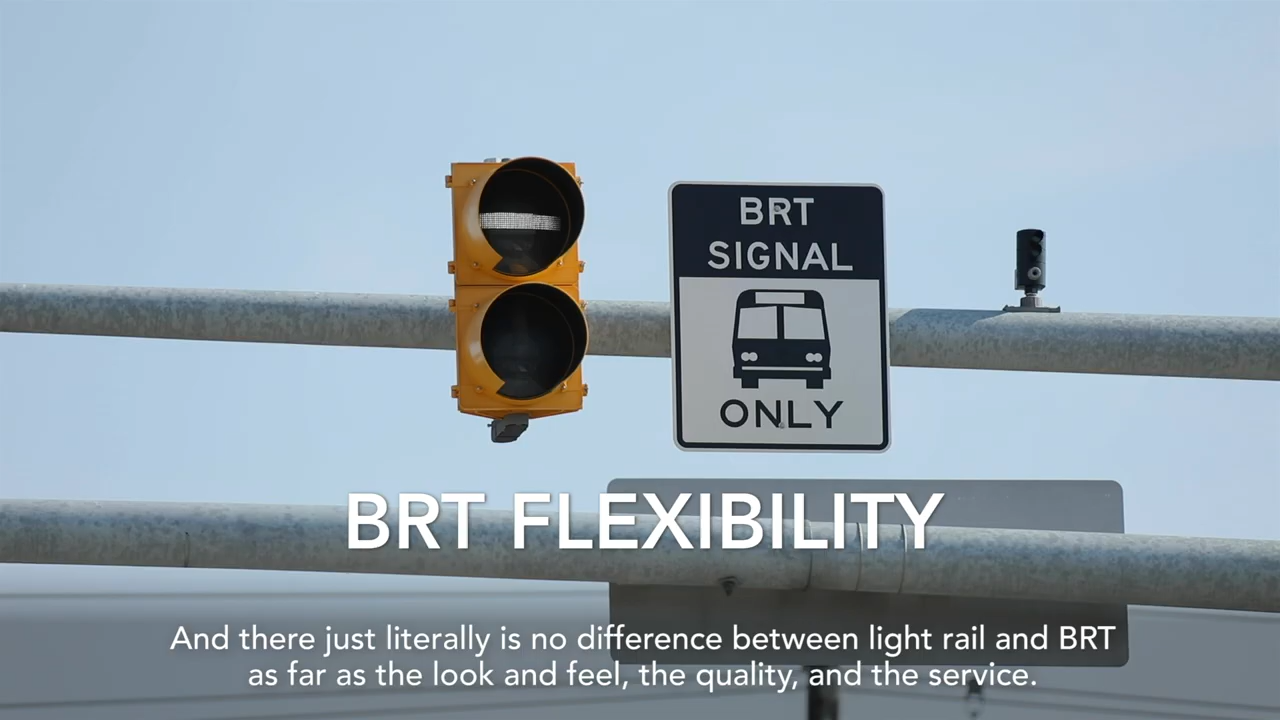 BRT
SIGNAL
ONLY
BRT FLEXIBILITY
And there just literally is no difference between light rail and BRT
as far as the look and feel, the quality, and the service.